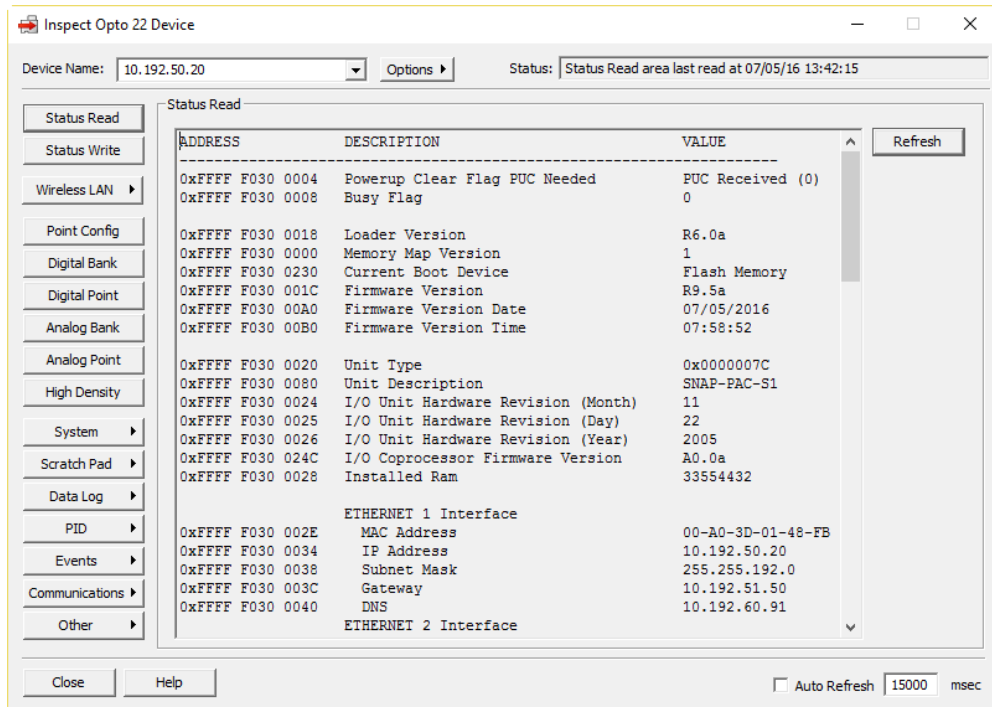 Inspect Opto 22 Device
Device Name: 10.192.50.20 Options Status: Status Read area last read at 07/05/16 13:42:15
Status Read
Status Write
Wireless LAN
Point Config
Digital Bank
Digital Point
Analog Bank
Analog Point
High Density
System
Scratch Pad
Data Log
PID
Events
Communications
Other
Status Read
ADDRESS DESCRIPTION VALUE
--------------------------------------------------------------------------
0xFFFF F030 0004 Powerup Clear Flag PUC Needed PUC Received (0)
0xFFFF F030 0008 Busy Flag 0
0xFFFF F030 0018 Loader Version R6.0a
0xFFFF F030 0000 Memory Map Version 1
0xFFFF F030 0230 Current Boot Device Flash Memory
0xFFFF F030 001C Firmware Version R9.5a
0xFFFF F030 00A0 Firmware Version Date 07/05/2016
0xFFFF F030 00B0 Firmware Version Time 07:58:52
0xFFFF F030 0020 Unit Type 0x0000007C
0xFFFF F030 0080 Unit Description SNAP-PAC-S1
0xFFFF F030 0024 I/O Unit Hardware Revision (Month) 11
0xFFFF F030 0025 I/O Unit Hardware Revision (Day) 22
0xFFFF F030 0026 I/O Unit Hardware Revision (Year) 2005
0xFFFF F030 024C I/O Coprocessor Firmware Version A0.0a
0xFFFF F030 0028 Installed Ram 33554432
ETHERNET 1 Interface
0xFFFF F030 002E MAC Address 00-A0-3D-01-48-FB
0xFFFF F030 0034 IP Address 10.192.50.20
0xFFFF F030 0038 Subnet Mask 255.255.192.0
0xFFFF F030 003C Gateway 10.192.51.50
0xFFFF F030 0040 DNS 10.192.60.91
ETHERNET 2 Interface
Refresh
Close Help Auto Refresh 15000 msec